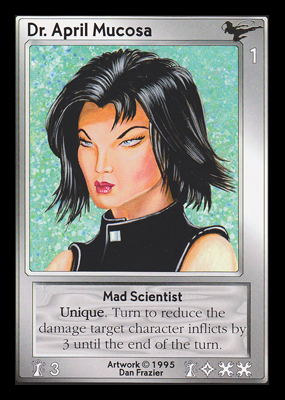 Dr. April Mucosa
1
Mad Scientist
Unique. Turn to reduce the
damage target character inflicts by
3 until the end of the turn.
3
Artwork © 1995
Dan Frazier